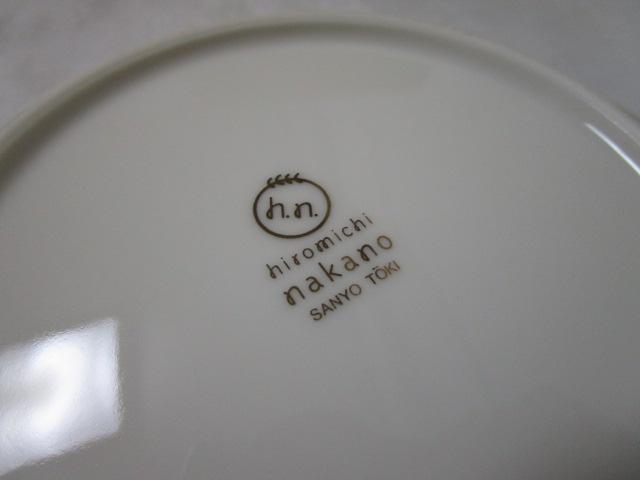 h.n.
hiromichi
nakano
SANYO TŌKI